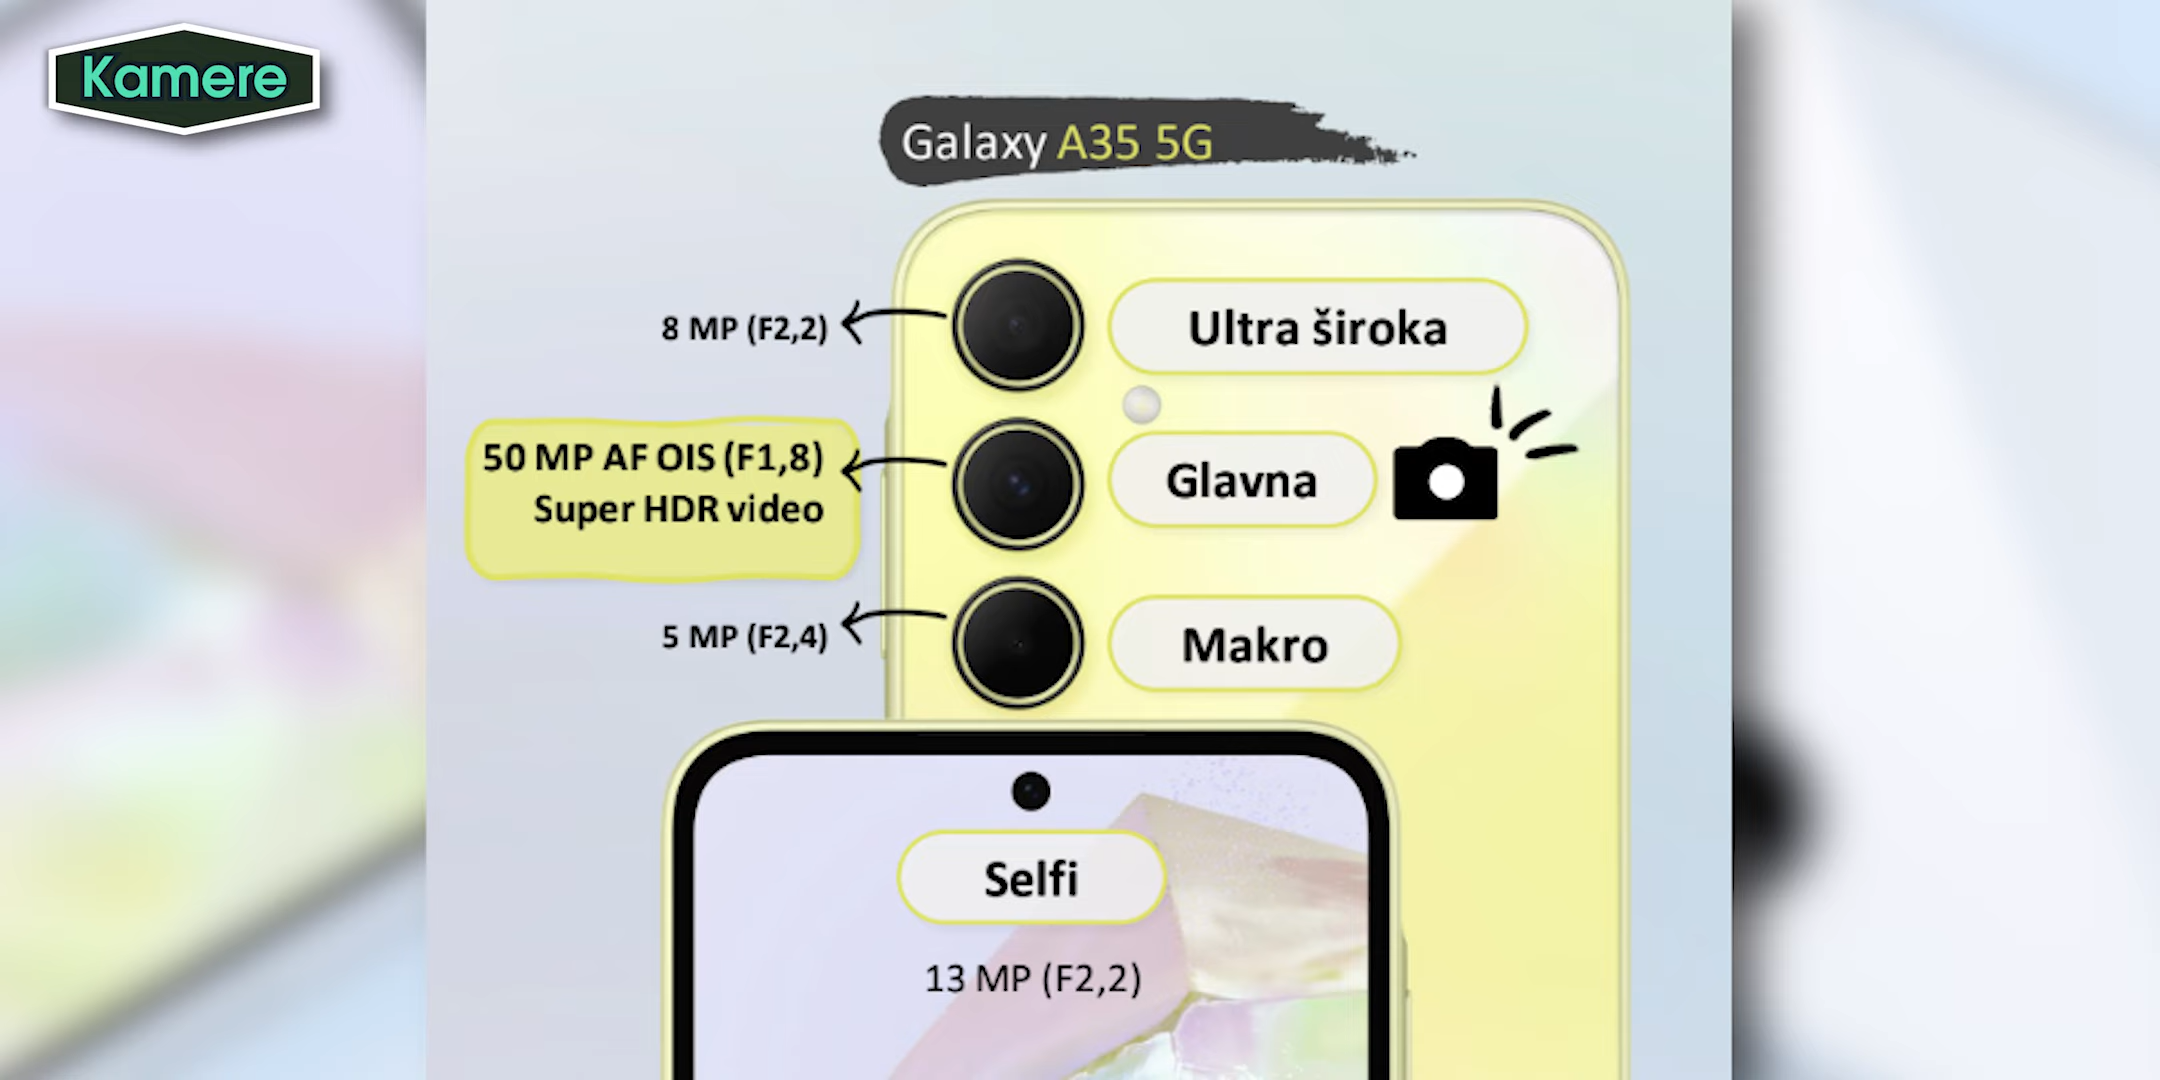 Kamere
Galaxy A35 5G
8 MP (F2,2)
Ultra široka
50 MP AF OIS (F1,8)
Super HDR video
Glavna
5 MP (F2,4)
Makro
Selfi
13 MP (F2,2)